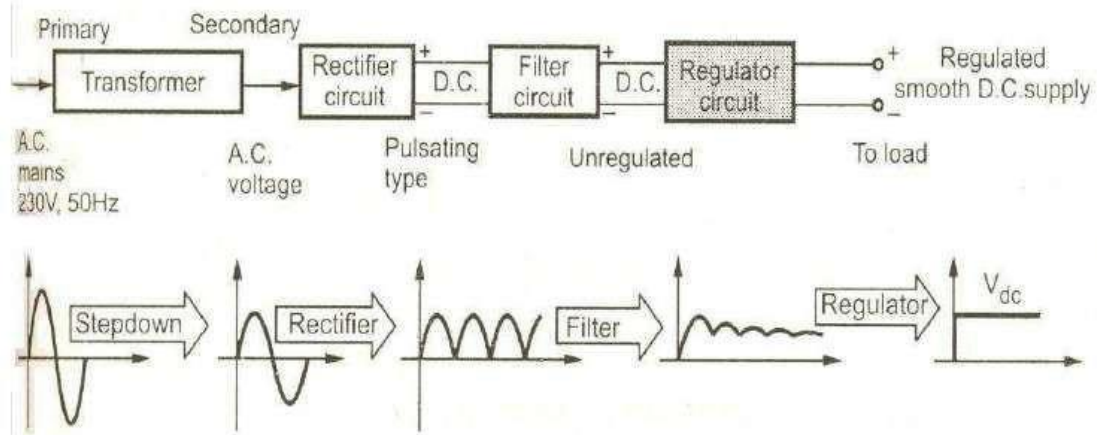 Primary
Secondary
Transformer
Rectifier
circuit
+
D.C.
−
Filter
circuit
+
D.C.
−
Regulator
circuit
+
−
Regulated
smooth D.C.supply
A.C.
mains
230V, 50Hz
A.C.
voltage
Pulsating
type
Unregulated
To load
Stepdown
Rectifier
Filter
Regulator
Vdc